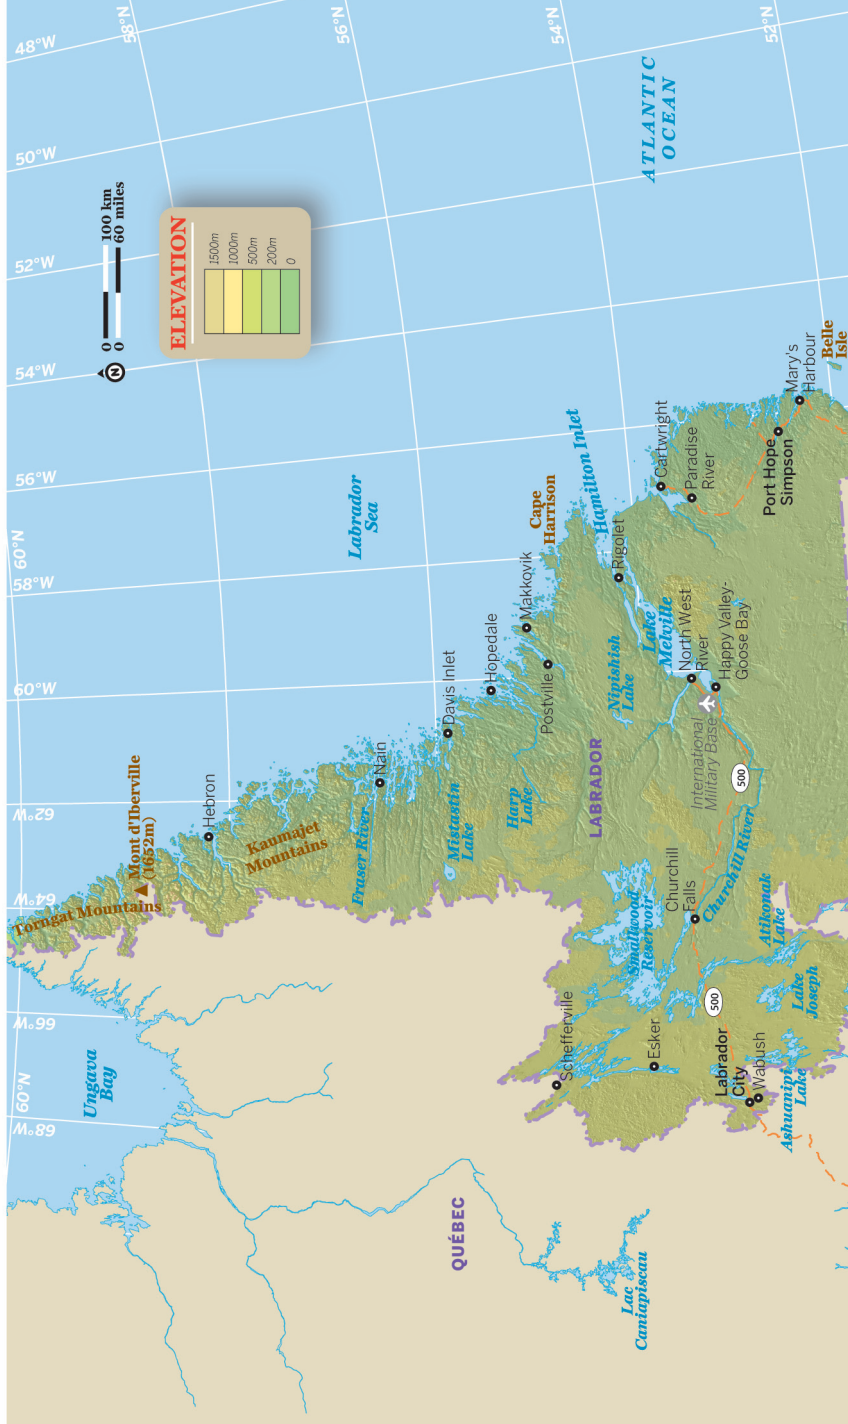 48°W
50°W
52°W
54°W
56°W
58°W
60°W
62°W
64°W
66°W
68°W
60°N
60°N
58°N
56°N
54°N
52°N
ATLANTIC
OCEAN
0
100 km
0
60 miles
N
ELEVATION
1500m
1000m
500m
200m
0
Labrador
Sea
Ungava
Bay
Torngat Mountains
Mont d'Iberville
(1652m)
Hebron
Kaumajet
Mountains
Fraser River
Nain
Mistastin
Lake
Davis Inlet
Hopedale
Harp
Lake
Postville
Makkovik
Cape
Harrison
Hamilton Inlet
LABRADOR
Nipishish
Lake
Rigolet
Lake
Melville
Cartwright
Paradise
River
North West
River
Happy Valley-
Goose Bay
International
Military Base
Port Hope
Simpson
Mary's
Harbour
Belle
Isle
500
Churchill River
Churchill
Falls
Smallwood
Reservoir
Atikonak
Lake
Lake
Joseph
500
Schefferville
Esker
Labrador
City
Wabush
Ashuanipi
Lake
QUÉBEC
Lac
Caniapiscau